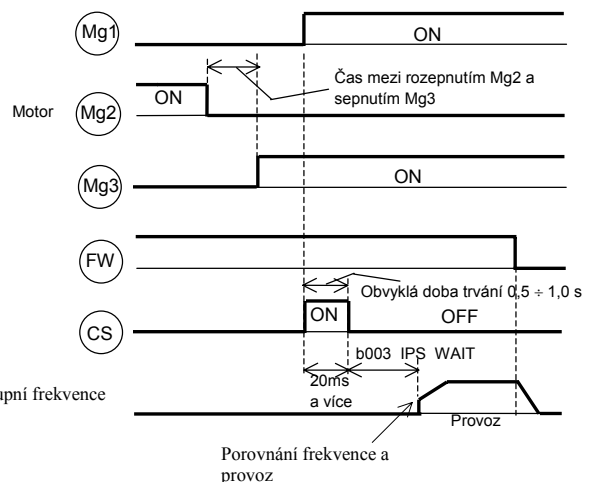 Mg1
ON
Čas mezi rozepnutím Mg2 a
sepnutím Mg3
ON
Motor
Mg2
Mg3
ON
FW
Obvyklá doba trvání 0,5 ÷ 1,0 s
ON
OFF
CS
b003 IPS WAIT
20ms
a více
upní frekvence
Provoz
Porovnání frekvence a
provoz